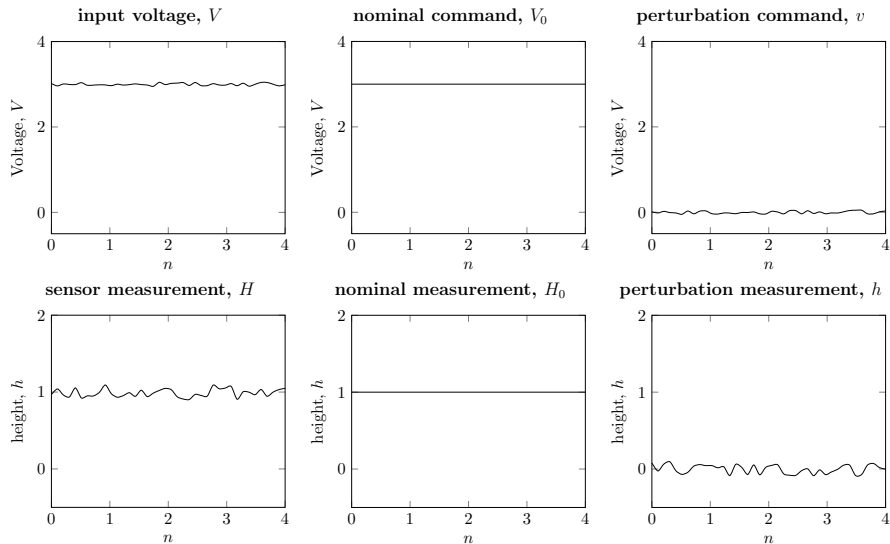 input voltage, V
nominal command, V₀
perturbation command, v
4
2
0
Voltage, V
0 1 2 3 4
n
4
2
0
Voltage, V
0 1 2 3 4
n
4
2
0
Voltage, V
0 1 2 3 4
n
sensor measurement, H
nominal measurement, H₀
perturbation measurement, h
2
1
0
height, h
0 1 2 3 4
n
2
1
0
height, h
0 1 2 3 4
n
2
1
0
height, h
0 1 2 3 4
n